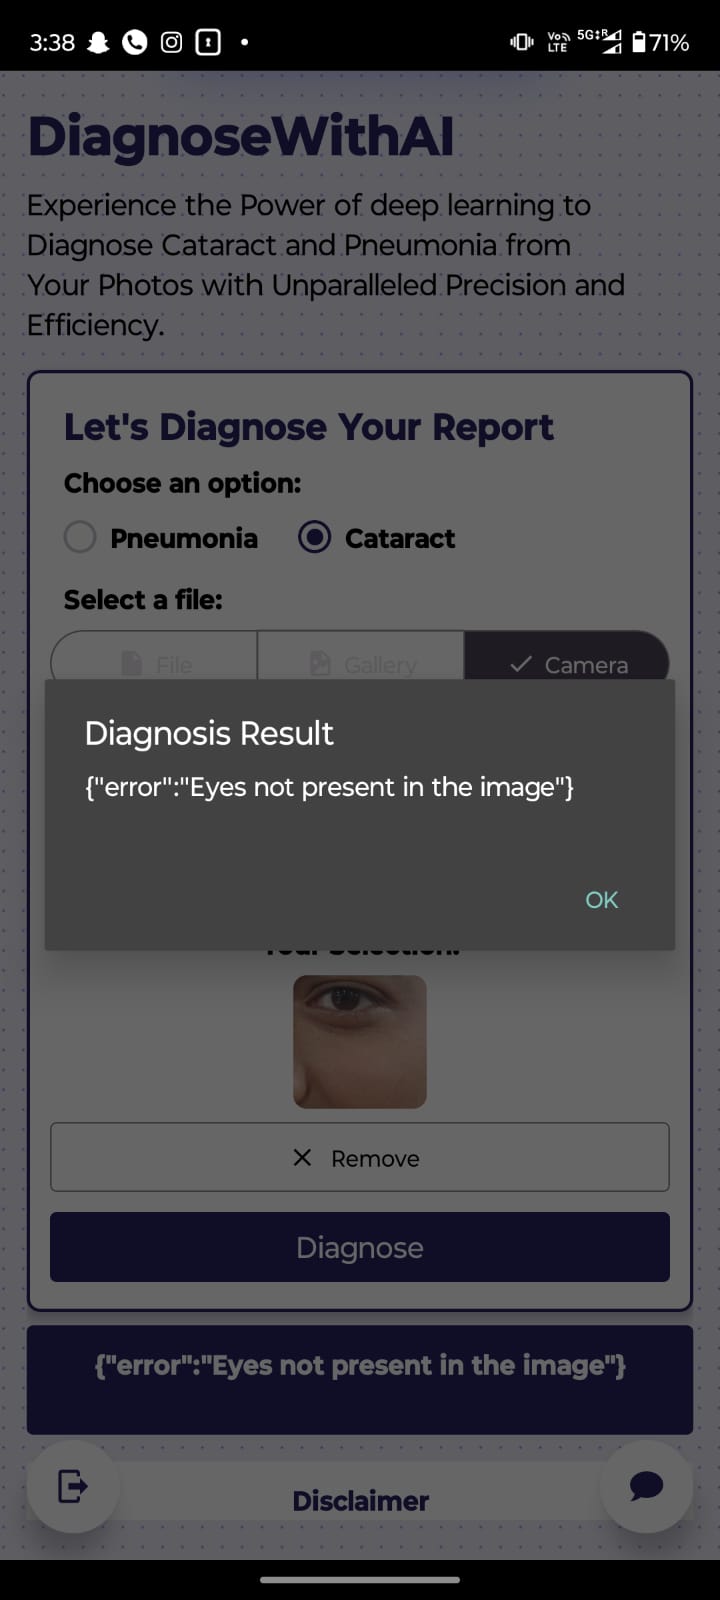 3:38
Vo
LTE
5G
R
71%
DiagnoseWithAI
Experience the Power of deep learning to
Diagnose Cataract and Pneumonia from
Your Photos with Unparalleled Precision and
Efficiency.
Let's Diagnose Your Report
Choose an option:
Pneumonia
Cataract
Select a file:
File
Gallery
Camera
Diagnosis Result
{"error":"Eyes not present in the image"}
OK
Your Selection:
Remove
Diagnose
{"error":"Eyes not present in the image"}
Disclaimer